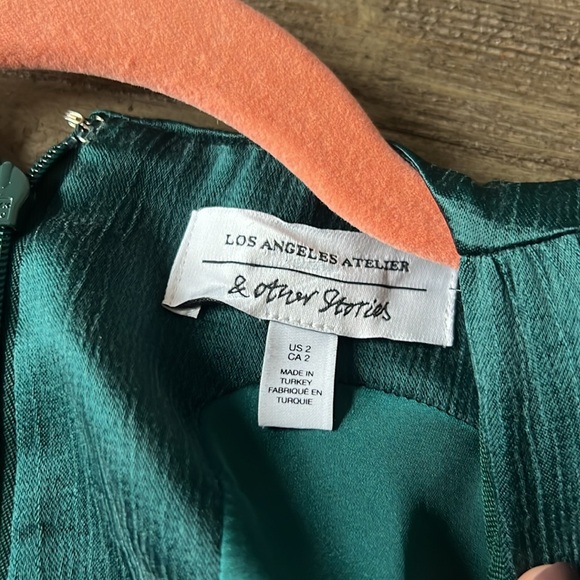 LOS ANGELES ATELIER
& other Stories
US 2
CA 2
MADE IN
TURKEY
FABRIQUÉ EN
TURQUIE